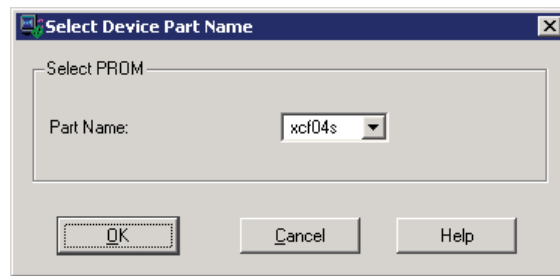 Select Device Part Name
Select PROM
Part Name: xcf04s
OK Cancel Help